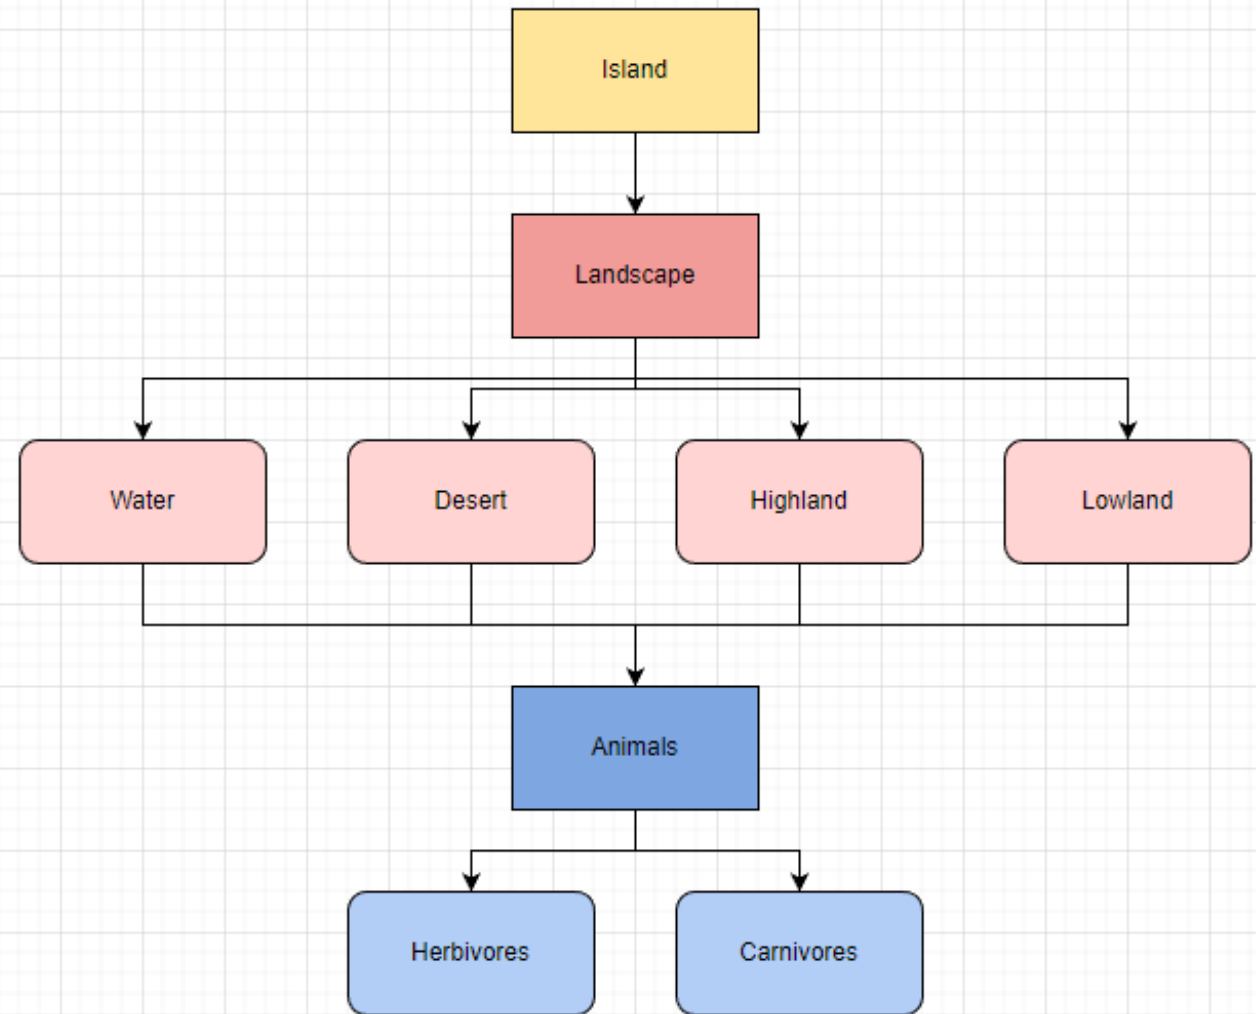 Island
Landscape
Water
Desert
Highland
Lowland
Animals
Herbivores
Carnivores